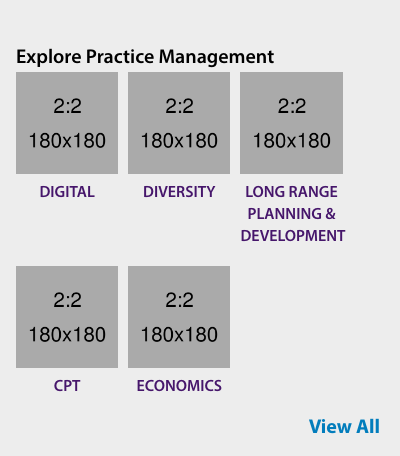 Explore Practice Management
2:2
180x180
2:2
180x180
2:2
180x180
DIGITAL
DIVERSITY
LONG RANGE
PLANNING &
DEVELOPMENT
2:2
180x180
2:2
180x180
CPT
ECONOMICS
View All